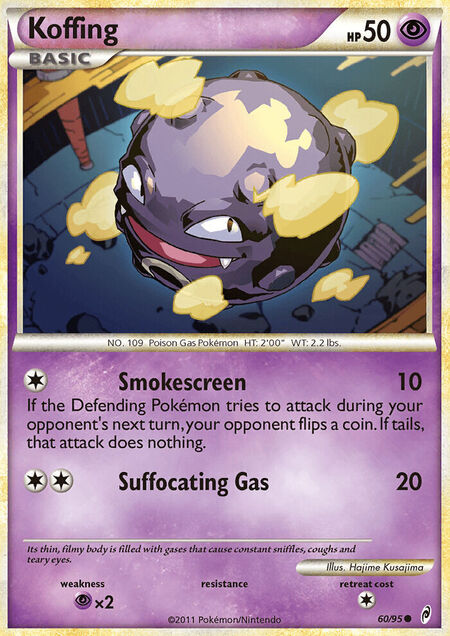 Koffing HP 50
BASIC
NO. 109 Poison Gas Pokémon HT: 2'00" WT: 2.2 lbs.
Smokescreen 10
If the Defending Pokémon tries to attack during your
opponent's next turn, your opponent flips a coin. If tails,
that attack does nothing.
Suffocating Gas 20
Its thin, filmy body is filled with gases that cause constant sniffles, coughs and
teary eyes.
Illus. Hajime Kusajima
weakness resistance retreat cost
×2
©2011 Pokémon/Nintendo 60/95